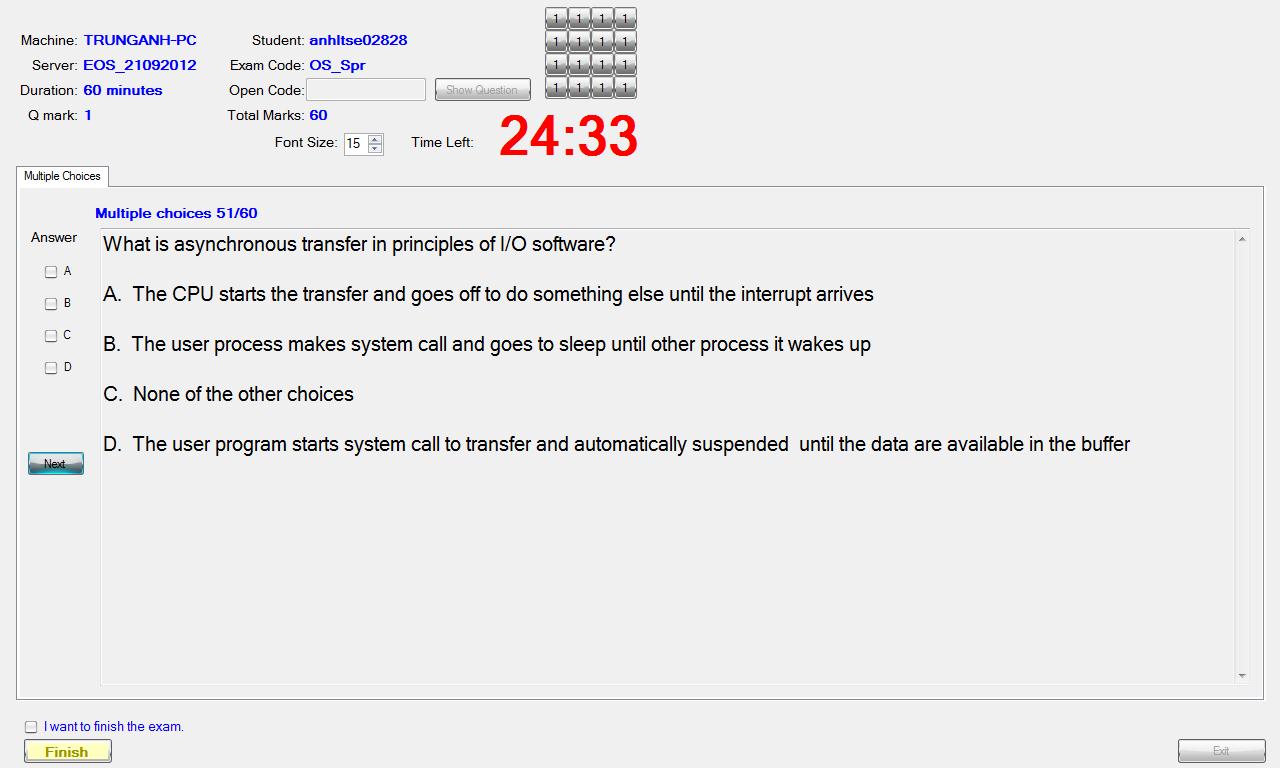 Machine: TRUNGANH-PC Student: anhltse02828
Server: EOS_21092012 Exam Code: OS_Spr
Duration: 60 minutes Open Code: Show Question
Q mark: 1 Total Marks: 60
1 1 1 1
1 1 1 1
1 1 1 1
1 1 1 1
Font Size: 15 Time Left: 24:33
Multiple Choices
Multiple choices 51/60
Answer
A
B
C
D
Next
What is asynchronous transfer in principles of I/O software?
A. The CPU starts the transfer and goes off to do something else until the interrupt arrives
B. The user process makes system call and goes to sleep until other process it wakes up
C. None of the other choices
D. The user program starts system call to transfer and automatically suspended  until the data are available in the buffer
I want to finish the exam.
Finish Exit